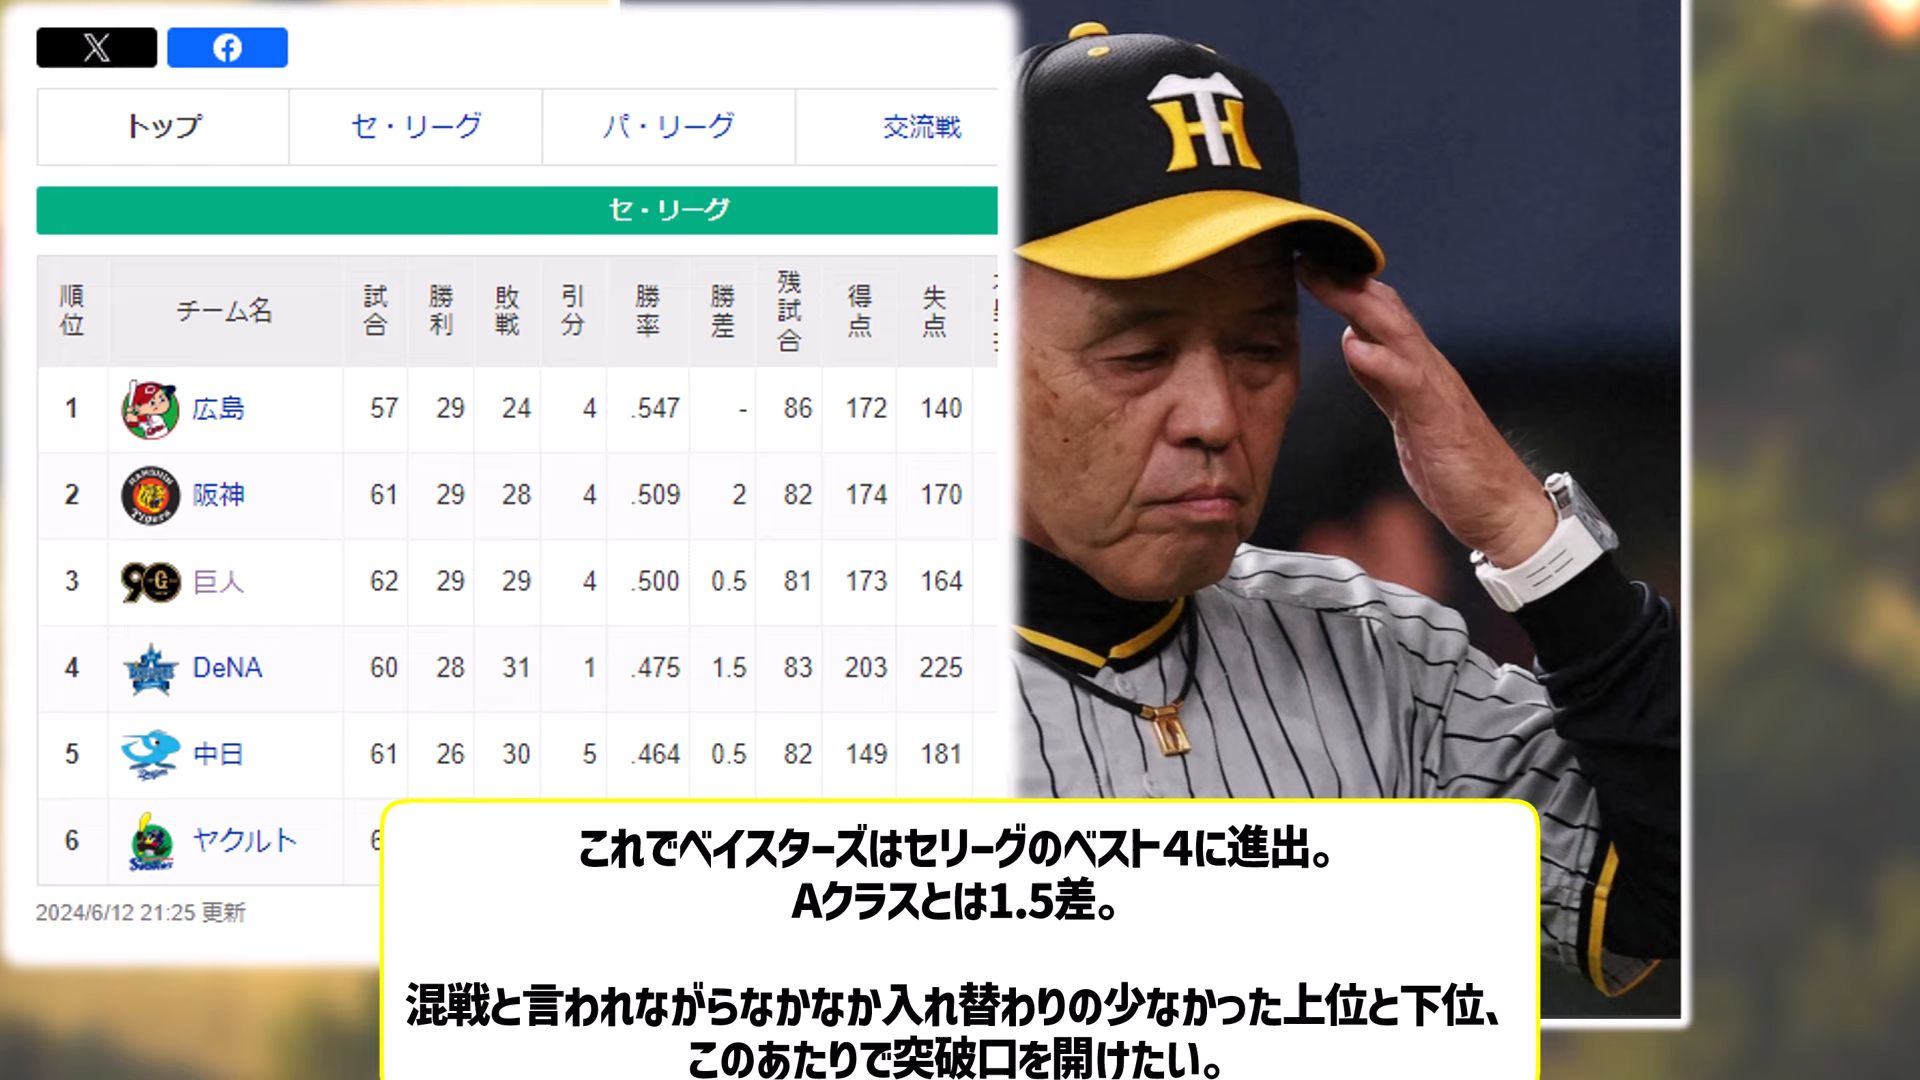 トップ セ・リーグ パ・リーグ 交流戦
セ・リーグ
順位 チーム名 試合 勝利 敗戦 引分 勝率 勝差 残試合 得点 失点
1 広島 57 29 24 4 .547 - 86 172 140
2 阪神 61 29 28 4 .509 2 82 174 170
3 巨人 62 29 29 4 .500 0.5 81 173 164
4 DeNA 60 28 31 1 .475 1.5 83 203 225
5 中日 61 26 30 5 .464 0.5 82 149 181
6 ヤクルト
2024/6/12 21:25 更新
これでベイスターズはセリーグのベスト4に進出。
Aクラスとは1.5差。
混戦と言われながらなかなか入れ替わりの少なかった上位と下位、
このあたりで突破口を開けたい。